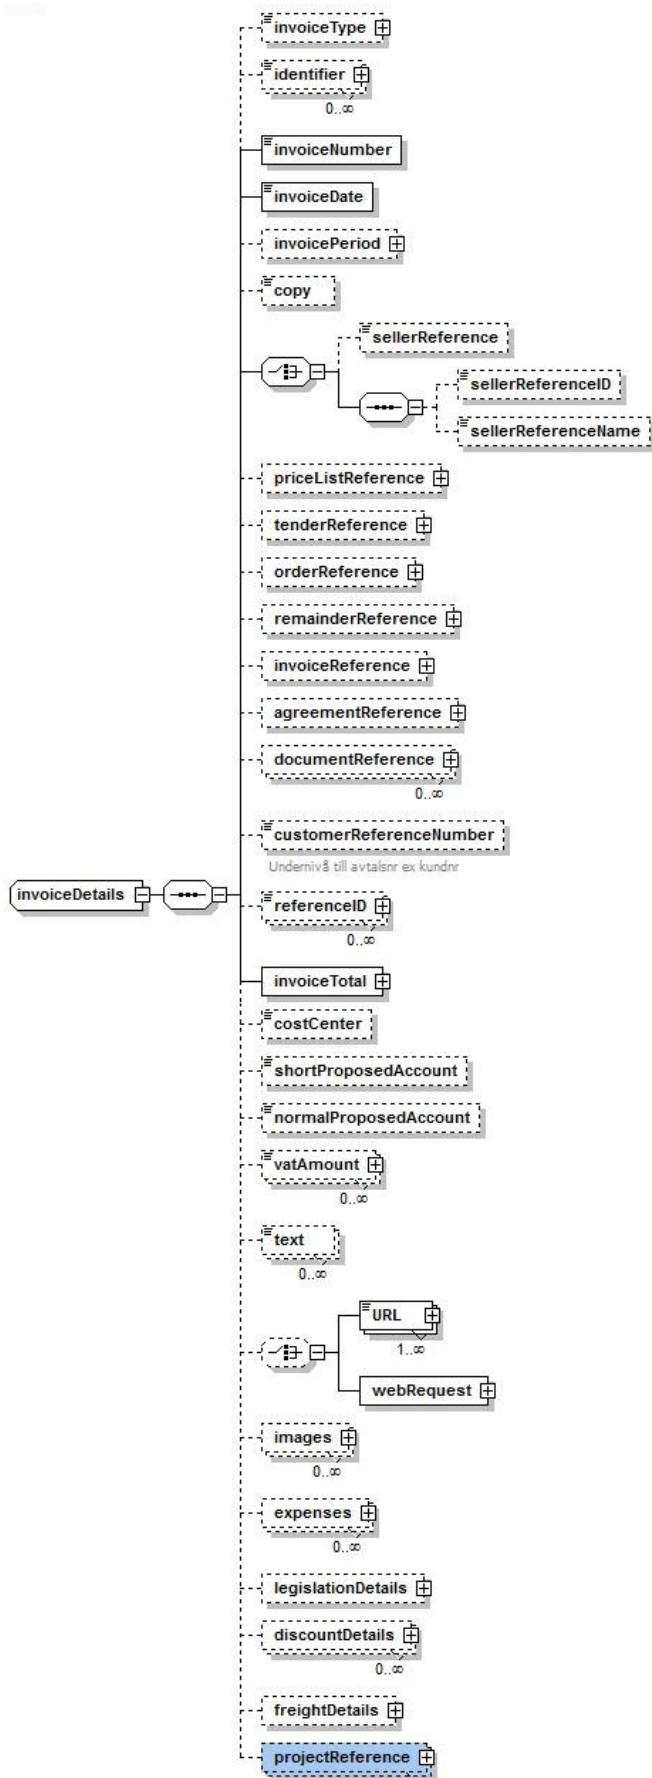 invoiceType
identifier
0..∞
invoiceNumber
invoiceDate
invoicePeriod
copy
sellerReference
sellerReferenceID
sellerReferenceName
priceListReference
tenderReference
orderReference
remainderReference
invoiceReference
agreementReference
documentReference
0..∞
customerReferenceNumber
Undernivå till avtalsnr ex kundnr
invoiceDetails
referenceID
0..∞
invoiceTotal
costCenter
shortProposedAccount
normalProposedAccount
vatAmount
0..∞
text
0..∞
URL
1..∞
webRequest
images
0..∞
expenses
0..∞
legislationDetails
discountDetails
0..∞
freightDetails
projectReference